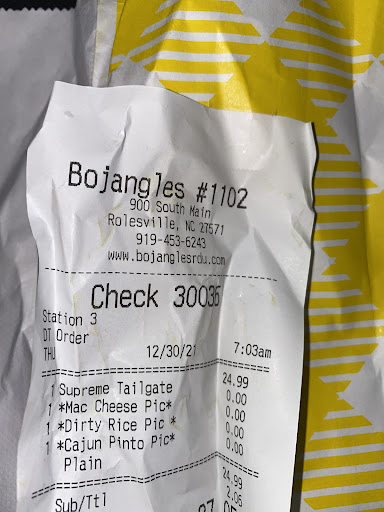 Bojangles #1102
900 South Main
Rolesville, NC 27571
919-453-6243
www.bojanglesrdu.com
Check 30036
Station 3
DT Order
THU 12/30/21 7:03am
1 Supreme Tailgate 24.99
1 *Mac Cheese Pic* 0.00
1 *Dirty Rice Pic * 0.00
1 *Cajun Pinto Pic* 0.00
Plain 0.00
24.99
Sub/Ttl 2.06